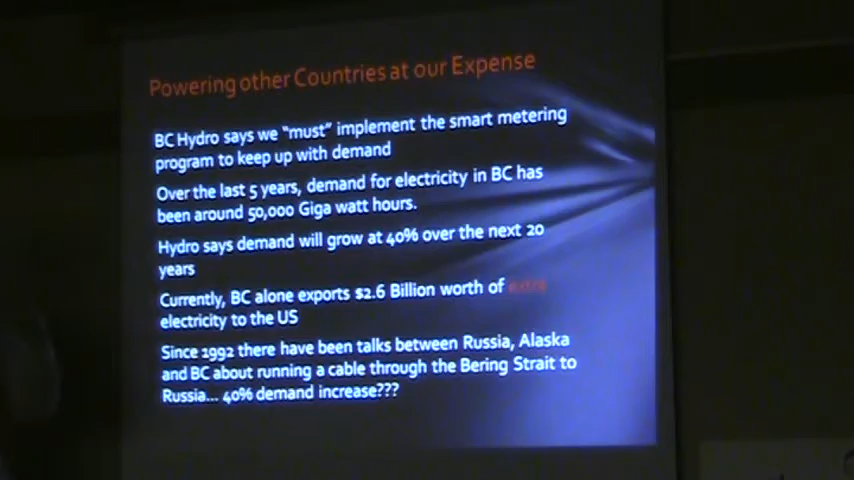 Powering other Countries at our Expense
BC Hydro says we "must" implement the smart metering
program to keep up with demand
Over the last 5 years, demand for electricity in BC has
been around 50,000 Giga watt hours.
Hydro says demand will grow at 40% over the next 20
years
Currently, BC alone exports $2.6 Billion worth of extra
electricity to the US
Since 1992 there have been talks between Russia, Alaska
and BC about running a cable through the Bering Strait to
Russia... 40% demand increase???